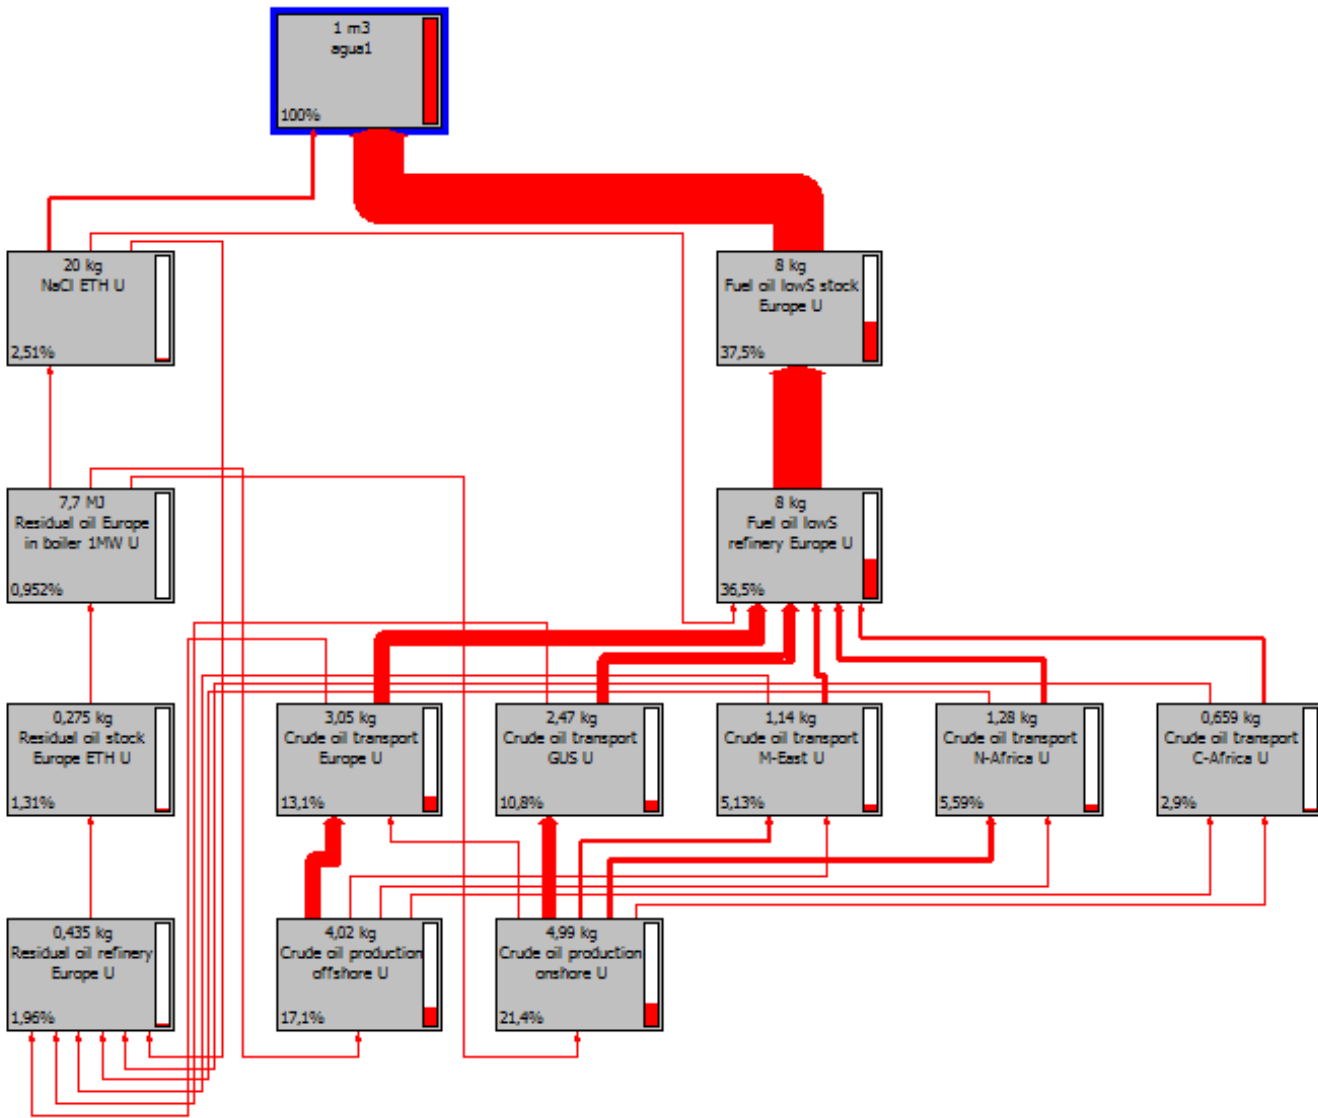 1 m3
agua1
100%
20 kg
NaCl ETH U
2,51%
8 kg
Fuel oil lowS stock
Europe U
37,5%
7,7 MJ
Residual oil Europe
in boiler 1MW U
0,952%
8 kg
Fuel oil lowS
refinery Europe U
36,5%
0,275 kg
Residual oil stock
Europe ETH U
1,31%
3,05 kg
Crude oil transport
Europe U
13,1%
2,47 kg
Crude oil transport
GUS U
10,8%
1,14 kg
Crude oil transport
M-East U
5,13%
1,28 kg
Crude oil transport
N-Africa U
5,59%
0,659 kg
Crude oil transport
C-Africa U
2,9%
0,435 kg
Residual oil refinery
Europe U
1,96%
4,02 kg
Crude oil production
offshore U
17,1%
4,99 kg
Crude oil production
onshore U
21,4%